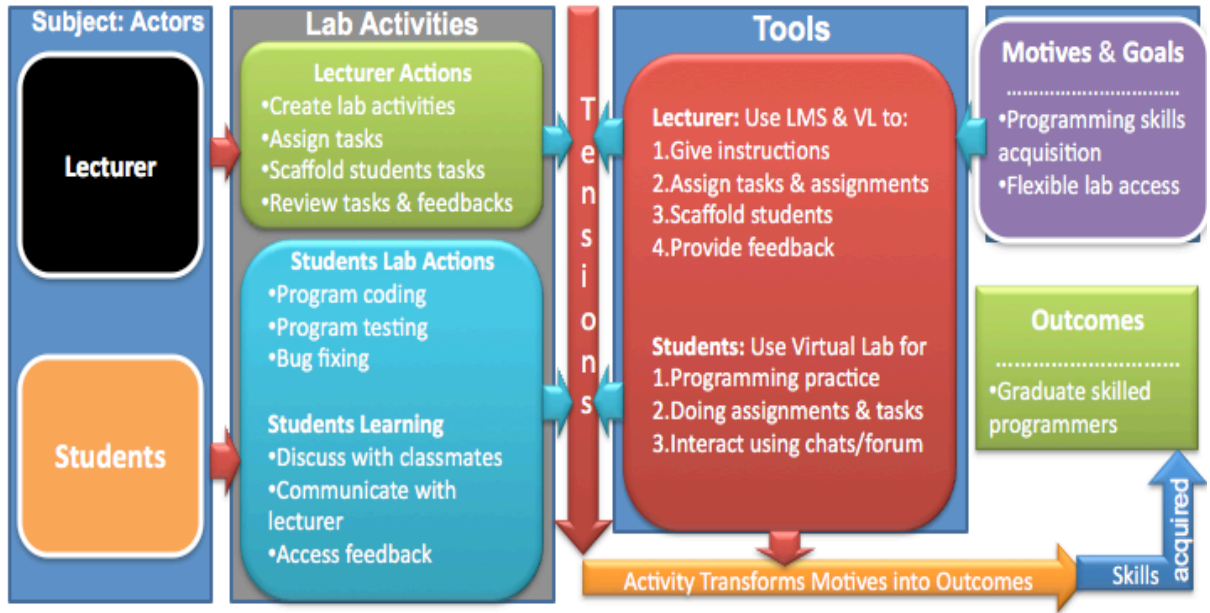 Subject: Actors
Lecturer
Students
Lab Activities
Lecturer Actions
•Create lab activities
•Assign tasks
•Scaffold students tasks
•Review tasks & feedbacks
Students Lab Actions
•Program coding
•Program testing
•Bug fixing
Students Learning
•Discuss with classmates
•Communicate with
lecturer
•Access feedback
Tensions
Tools
Lecturer: Use LMS & VL to:
1.Give instructions
2.Assign tasks & assignments
3.Scaffold students
4.Provide feedback
Students: Use Virtual Lab for
1.Programming practice
2.Doing assignments & tasks
3.Interact using chats/forum
Motives & Goals
................................
•Programming skills
acquisition
•Flexible lab access
Outcomes
................................
•Graduate skilled
programmers
Activity Transforms Motives into Outcomes
Skills
acquired